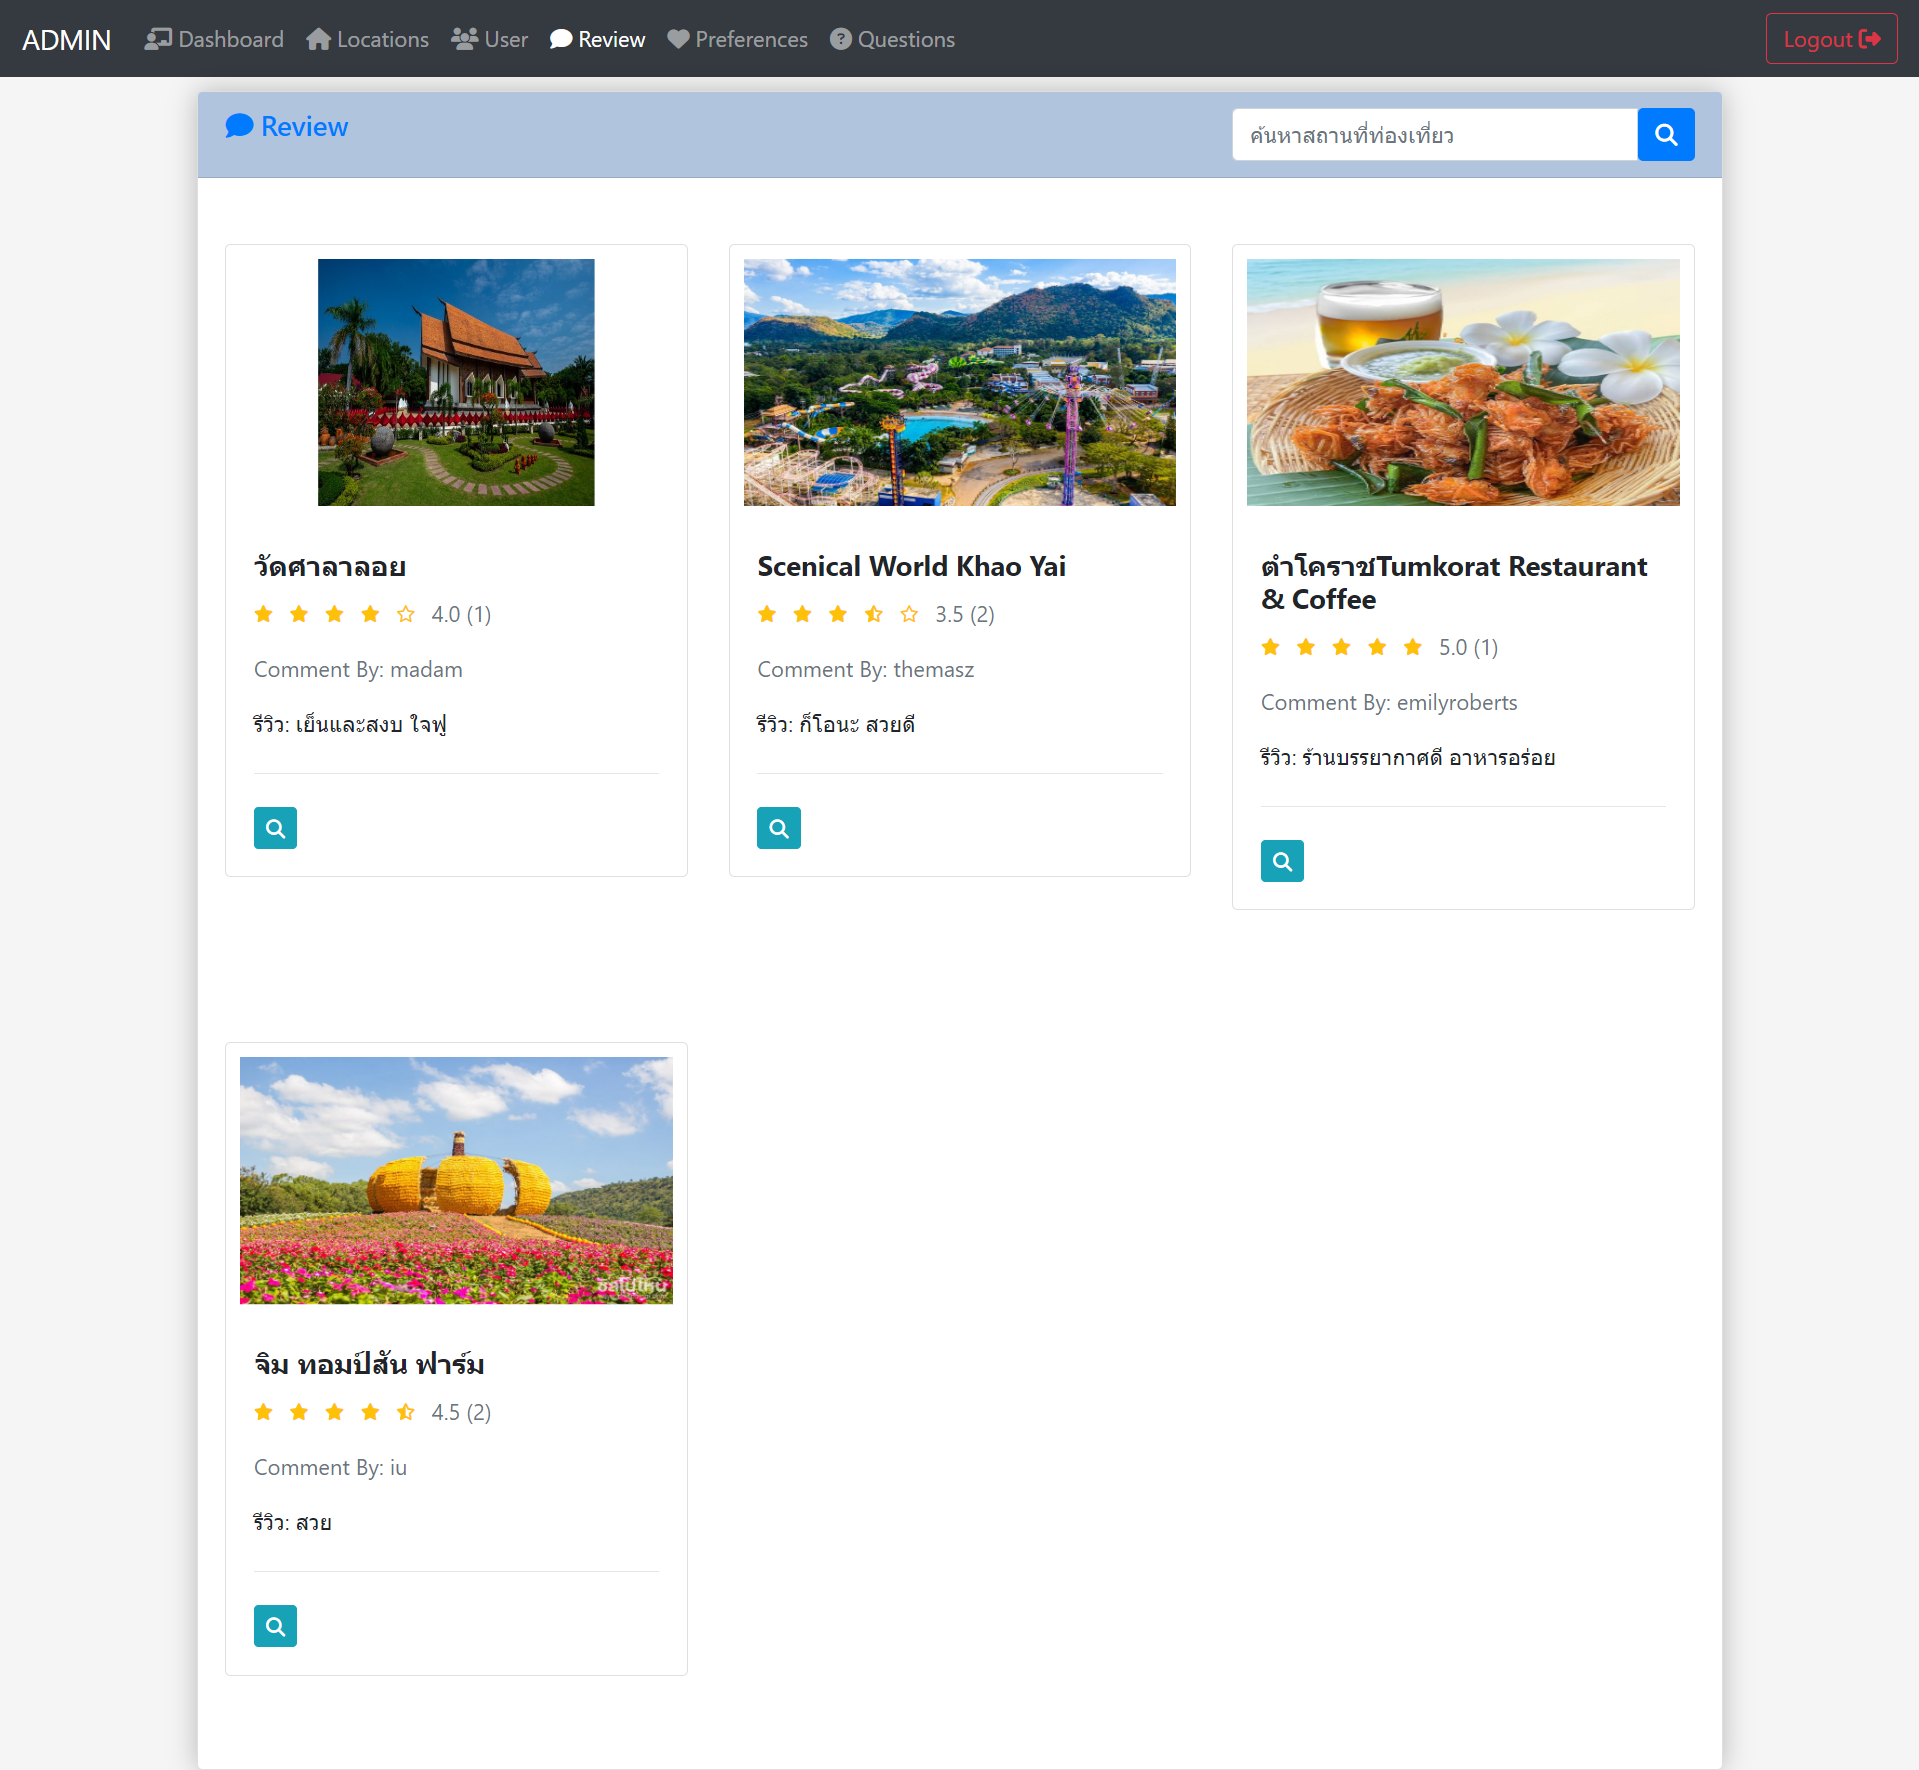 ADMIN Dashboard Locations User Review Preferences Questions Logout
Review
ค้นหาสถานที่ท่องเที่ยว
วัดศาลาลอย
4.0 (1)
Comment By: madam
รีวิว: เย็นและสงบ ใจฟู
Scenical World Khao Yai
3.5 (2)
Comment By: themasz
รีวิว: ก็โอนะ สวยดี
ตำโคราชTumkorat Restaurant
& Coffee
5.0 (1)
Comment By: emilyroberts
รีวิว: ร้านบรรยากาศดี อาหารอร่อย
จิม ทอมป์สัน ฟาร์ม
4.5 (2)
Comment By: iu
รีวิว: สวย